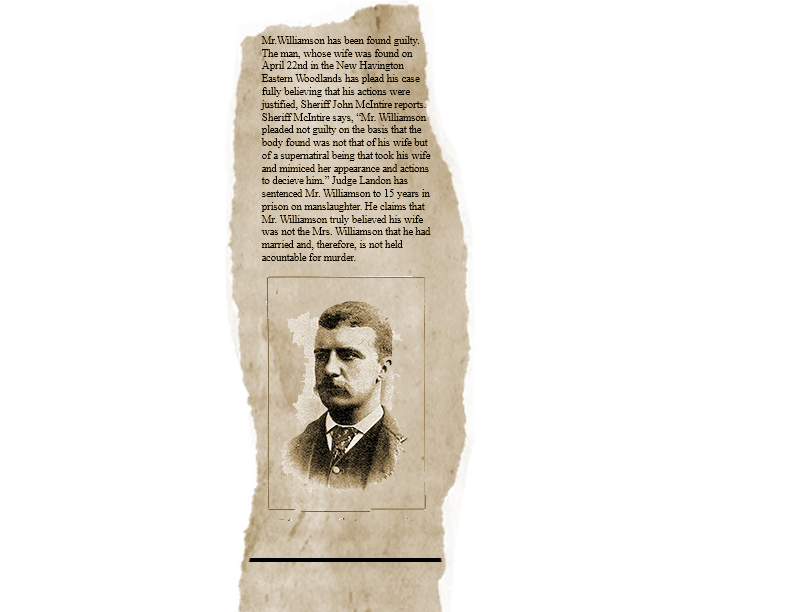 Mr.Williamson has been found guilty.
The man, whose wife was found on
April 22nd in the New Havington
Eastern Woodlands has plead his case
fully believing that his actions were
justified, Sheriff John McIntire reports.
Sheriff McIntire says, “Mr. Williamson
pleaded not guilty on the basis that the
body found was not that of his wife but
of a supernatiral being that took his wife
and mimiced her appearance and actions
to decieve him.” Judge Landon has
sentenced Mr. Williamson to 15 years in
prison on manslaughter. He claims that
Mr. Williamson truly believed his wife
was not the Mrs. Williamson that he had
married and, therefore, is not held
acountable for murder.